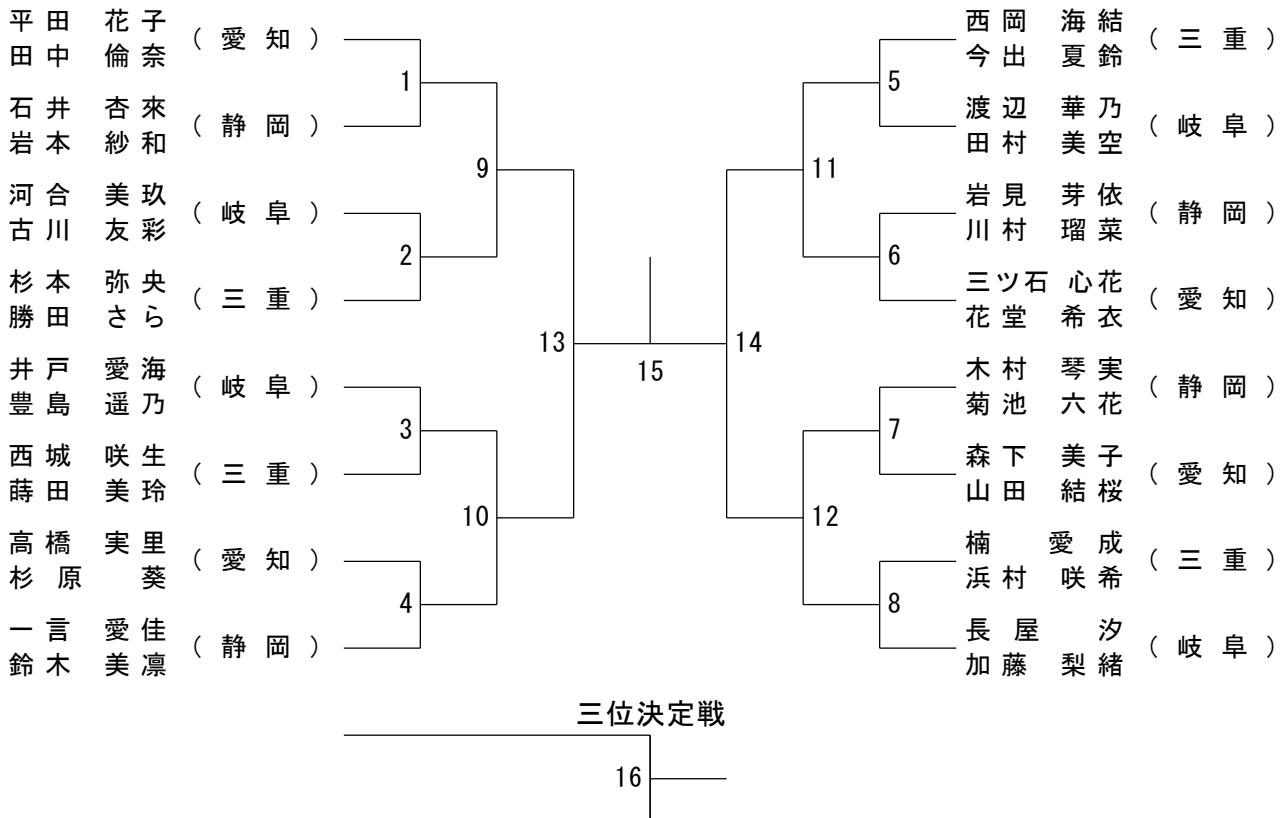 平田 花子
田中 倫奈
(愛知)
1
石井 杏來
岩本 紗和
(静岡)
9
河合 美玖
古川 友彩
(岐阜)
2
杉本 弥央
勝田 さら
(三重)
13
井戸 愛海
豊島 遥乃
(岐阜)
3
西城 咲生
蒔田 美玲
(三重)
10
高橋 実里
杉原 葵
(愛知)
4
一言 愛佳
鈴木 美凛
(静岡)
15
西岡 海結
今出 夏鈴
(三重)
5
渡辺 華乃
田村 美空
(岐阜)
11
岩見 芽依
川村 瑠菜
(静岡)
6
三ツ石 心花
花堂 希衣
(愛知)
14
木村 琴実
菊池 六花
(静岡)
7
森下 美子
山田 結桜
(愛知)
12
楠 愛成
浜村 咲希
(三重)
8
長屋 汐
加藤 梨緒
(岐阜)
三位決定戦
16